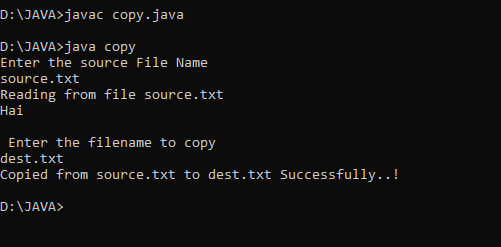 D:\JAVA>javac copy.java
D:\JAVA>java copy
Enter the source File Name
source.txt
Reading from file source.txt
Hai
 Enter the filename to copy
dest.txt
Copied from source.txt to dest.txt Successfully..!
D:\JAVA>